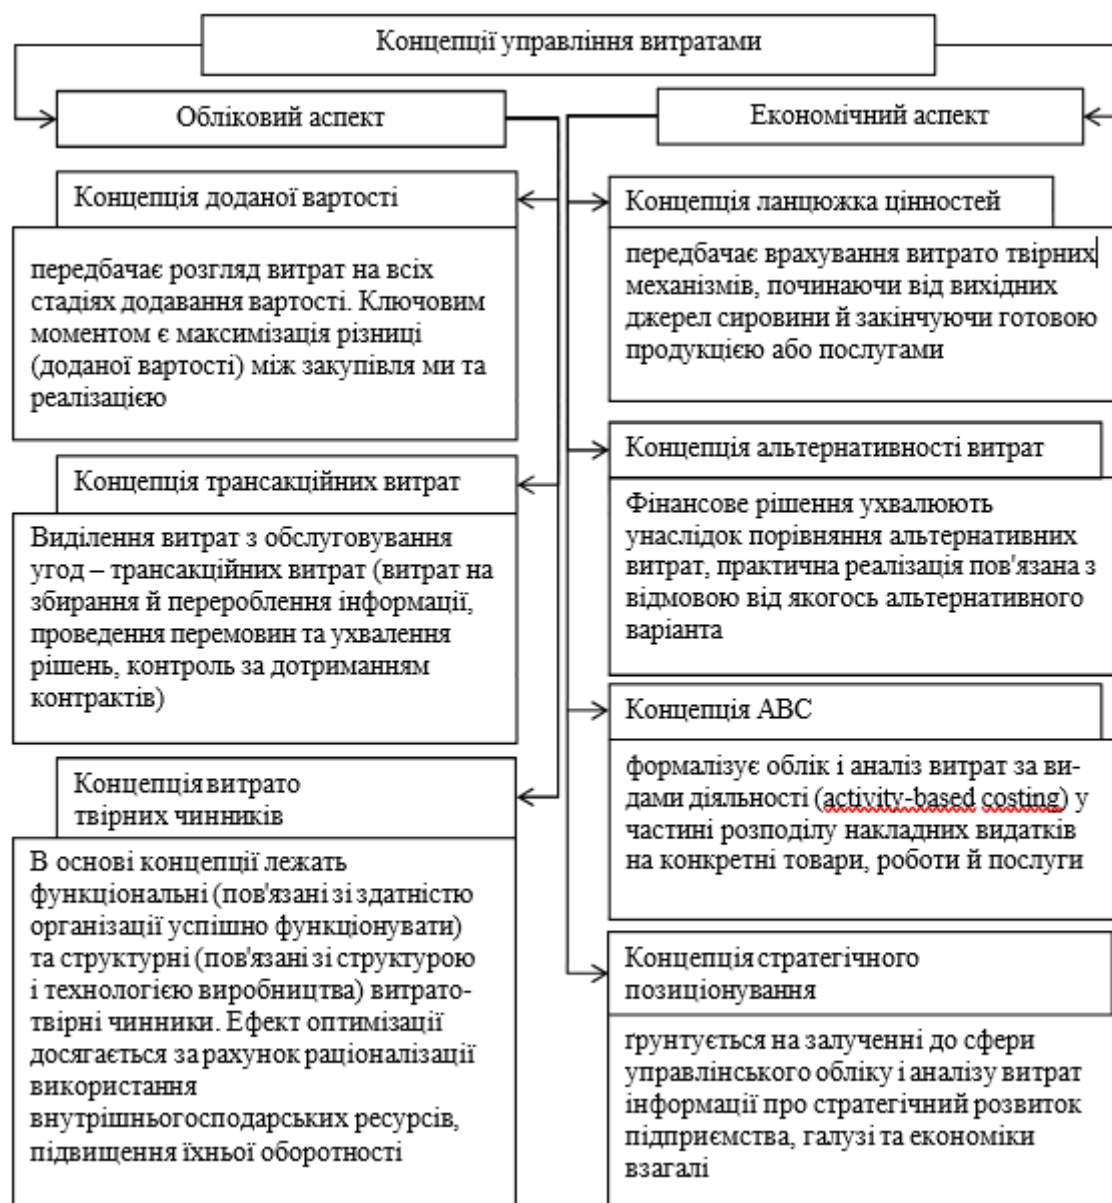 Концепції управління витратами
Обліковий аспект
Економічний аспект
Концепція доданої вартості
передбачає розгляд витрат на всіх
стадіях додавання вартості. Ключовим
моментом є максимізація різниці
(доданої вартості) між закупівля ми та
реалізацією
Концепція трансакційних витрат
Виділення витрат з обслуговування
угод – трансакційних витрат (витрат на
збирання й перероблення інформації,
проведення перемовин та ухвалення
рішень, контроль за дотриманням
контрактів)
Концепція витрато
твірних чинників
В основі концепції лежать
функціональні (пов'язані зі здатністю
організації успішно функціонувати)
та структурні (пов'язані зі структурою
і технологією виробництва) витрато-
твірні чинники. Ефект оптимізації
досягається за рахунок раціоналізації
використання
внутрішньогосподарських ресурсів,
підвищення їхньої оборотності
Концепція ланцюжка цінностей
передбачає врахування витрато твірних
механізмів, починаючи від вихідних
джерел сировини й закінчуючи готовою
продукцією або послугами
Концепція альтернативності витрат
Фінансове рішення ухвалюють
унаслідок порівняння альтернативних
витрат, практична реалізація пов'язана з
відмовою від якогось альтернативного
варіанта
Концепція АВС
формалізує облік і аналіз витрат за ви-
дами діяльності (activity-based costing) у
частині розподілу накладних видатків
на конкретні товари, роботи й послуги
Концепція стратегічного
позиціонування
ґрунтується на залученні до сфери
управлінського обліку і аналізу витрат
інформації про стратегічний розвиток
підприємства, галузі та економіки
взагалі